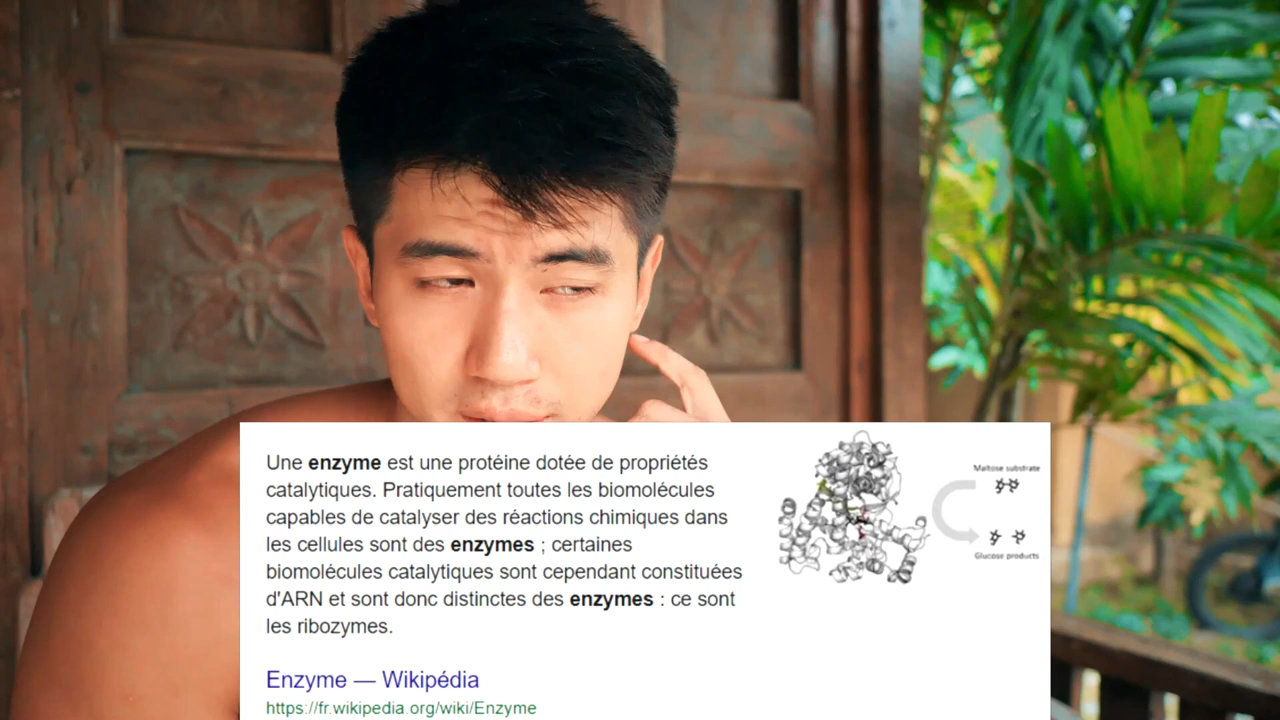 Une enzyme est une protéine dotée de propriétés
catalytiques. Pratiquement toutes les biomolécules
capables de catalyser des réactions chimiques dans
les cellules sont des enzymes ; certaines
biomolécules catalytiques sont cependant constituées
d'ARN et sont donc distinctes des enzymes : ce sont
les ribozymes.
Maltose substrate
Glucose products
Enzyme — Wikipédia
https://fr.wikipedia.org/wiki/Enzyme